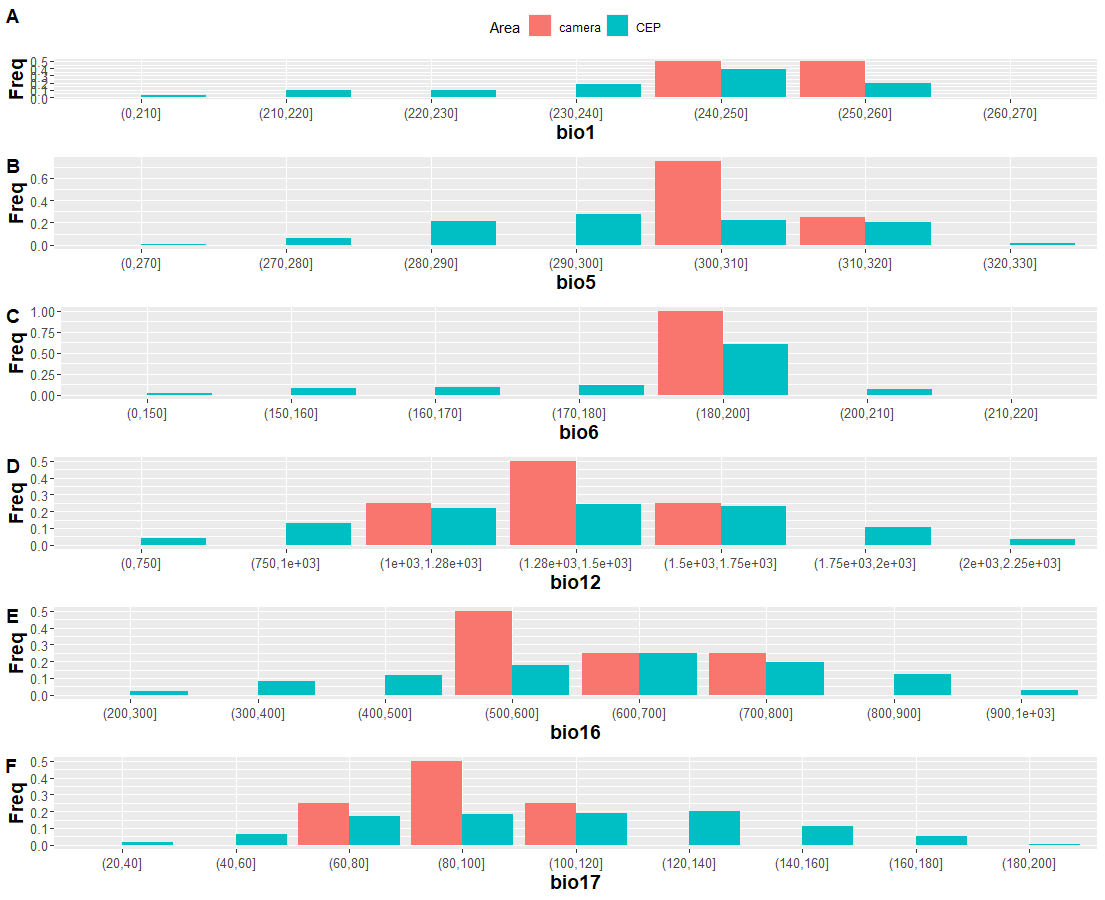 A
Area camera CEP
Freq
0.5
0.4
0.3
0.2
0.1
0.0
(0,210] (210,220] (220,230] (230,240] (240,250] (250,260] (260,270]
bio1
B
Freq
0.6
0.4
0.2
0.0
(0,270] (270,280] (280,290] (290,300] (300,310] (310,320] (320,330]
bio5
C
Freq
1.00
0.75
0.50
0.25
0.00
(0,150] (150,160] (160,170] (170,180] (180,200] (200,210] (210,220]
bio6
D
Freq
0.5
0.4
0.3
0.2
0.1
0.0
(0,750] (750,1e+03] (1e+03,1.28e+03] (1.28e+03,1.5e+03] (1.5e+03,1.75e+03] (1.75e+03,2e+03] (2e+03,2.25e+03]
bio12
E
Freq
0.5
0.4
0.3
0.2
0.1
0.0
(200,300] (300,400] (400,500] (500,600] (600,700] (700,800] (800,900] (900,1e+03]
bio16
F
Freq
0.5
0.4
0.3
0.2
0.1
0.0
(20,40] (40,60] (60,80] (80,100] (100,120] (120,140] (140,160] (160,180] (180,200]
bio17